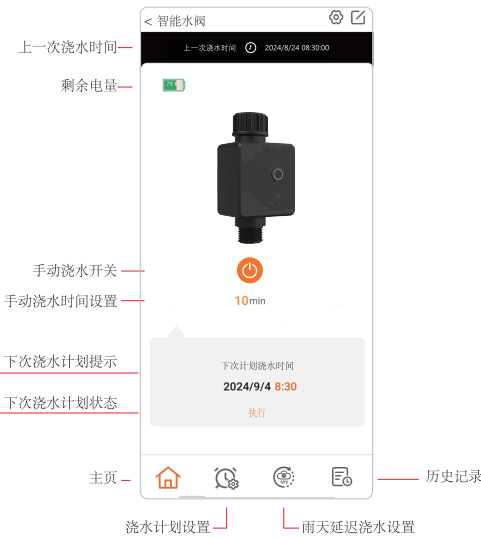 < 智能水阀
上一次浇水时间
上一次浇水时间 2024/8/24 08:30:00
剩余电量
手动浇水开关
手动浇水时间设置
10min
下次浇水计划提示
下次计划浇水时间
2024/9/4 8:30
下次浇水计划状态
执行
主页
历史记录
浇水计划设置
雨天延迟浇水设置